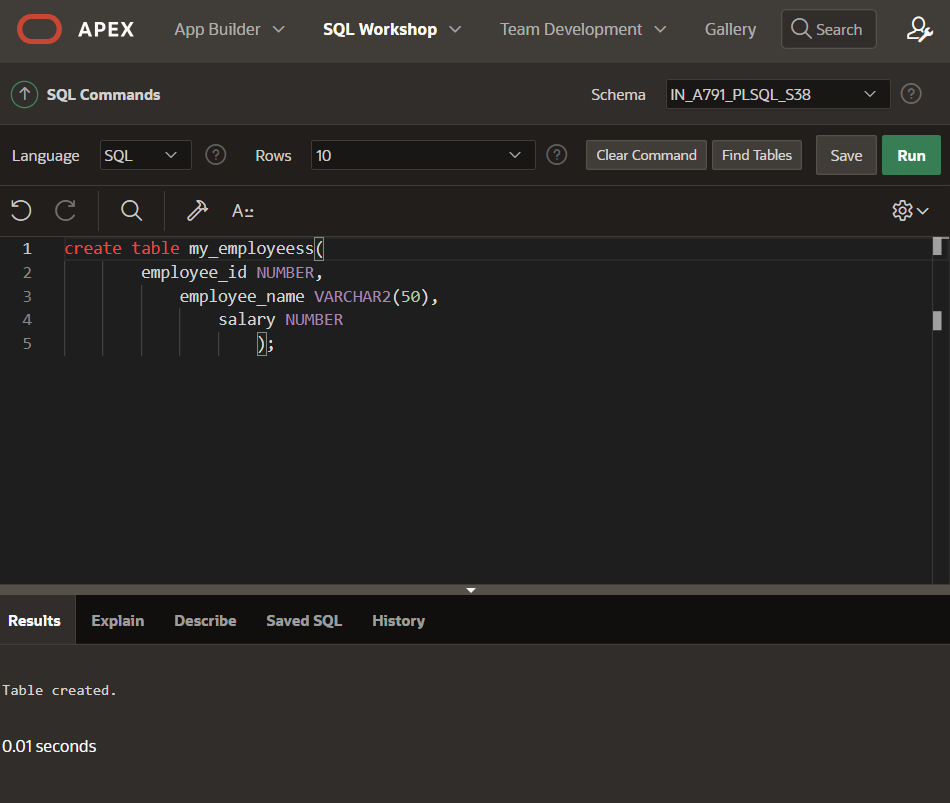 APEX App Builder SQL Workshop Team Development Gallery Search
SQL Commands Schema IN_A791_PLSQL_S38 ?
Language SQL ? Rows 10 ? Clear Command Find Tables Save Run
A::
1 create table my_employeess(
2 employee_id NUMBER,
3 employee_name VARCHAR2(50),
4 salary NUMBER
5 );
Results Explain Describe Saved SQL History
Table created.
0.01 seconds